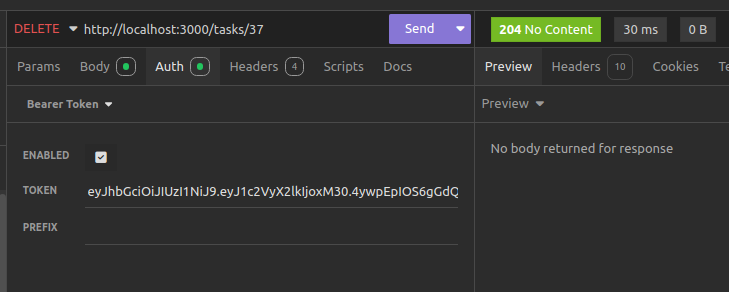 DELETE http://localhost:3000/tasks/37 Send 204 No Content 30 ms 0 B
Params Body Auth Headers 4 Scripts Docs Preview Headers 10 Cookies Te
Bearer Token Preview
No body returned for response
ENABLED
TOKEN eyJhbGciOiJIUzI1NiJ9.eyJ1c2VyX2lkIjoxM30.4ywpEpIOS6gGdQ
PREFIX